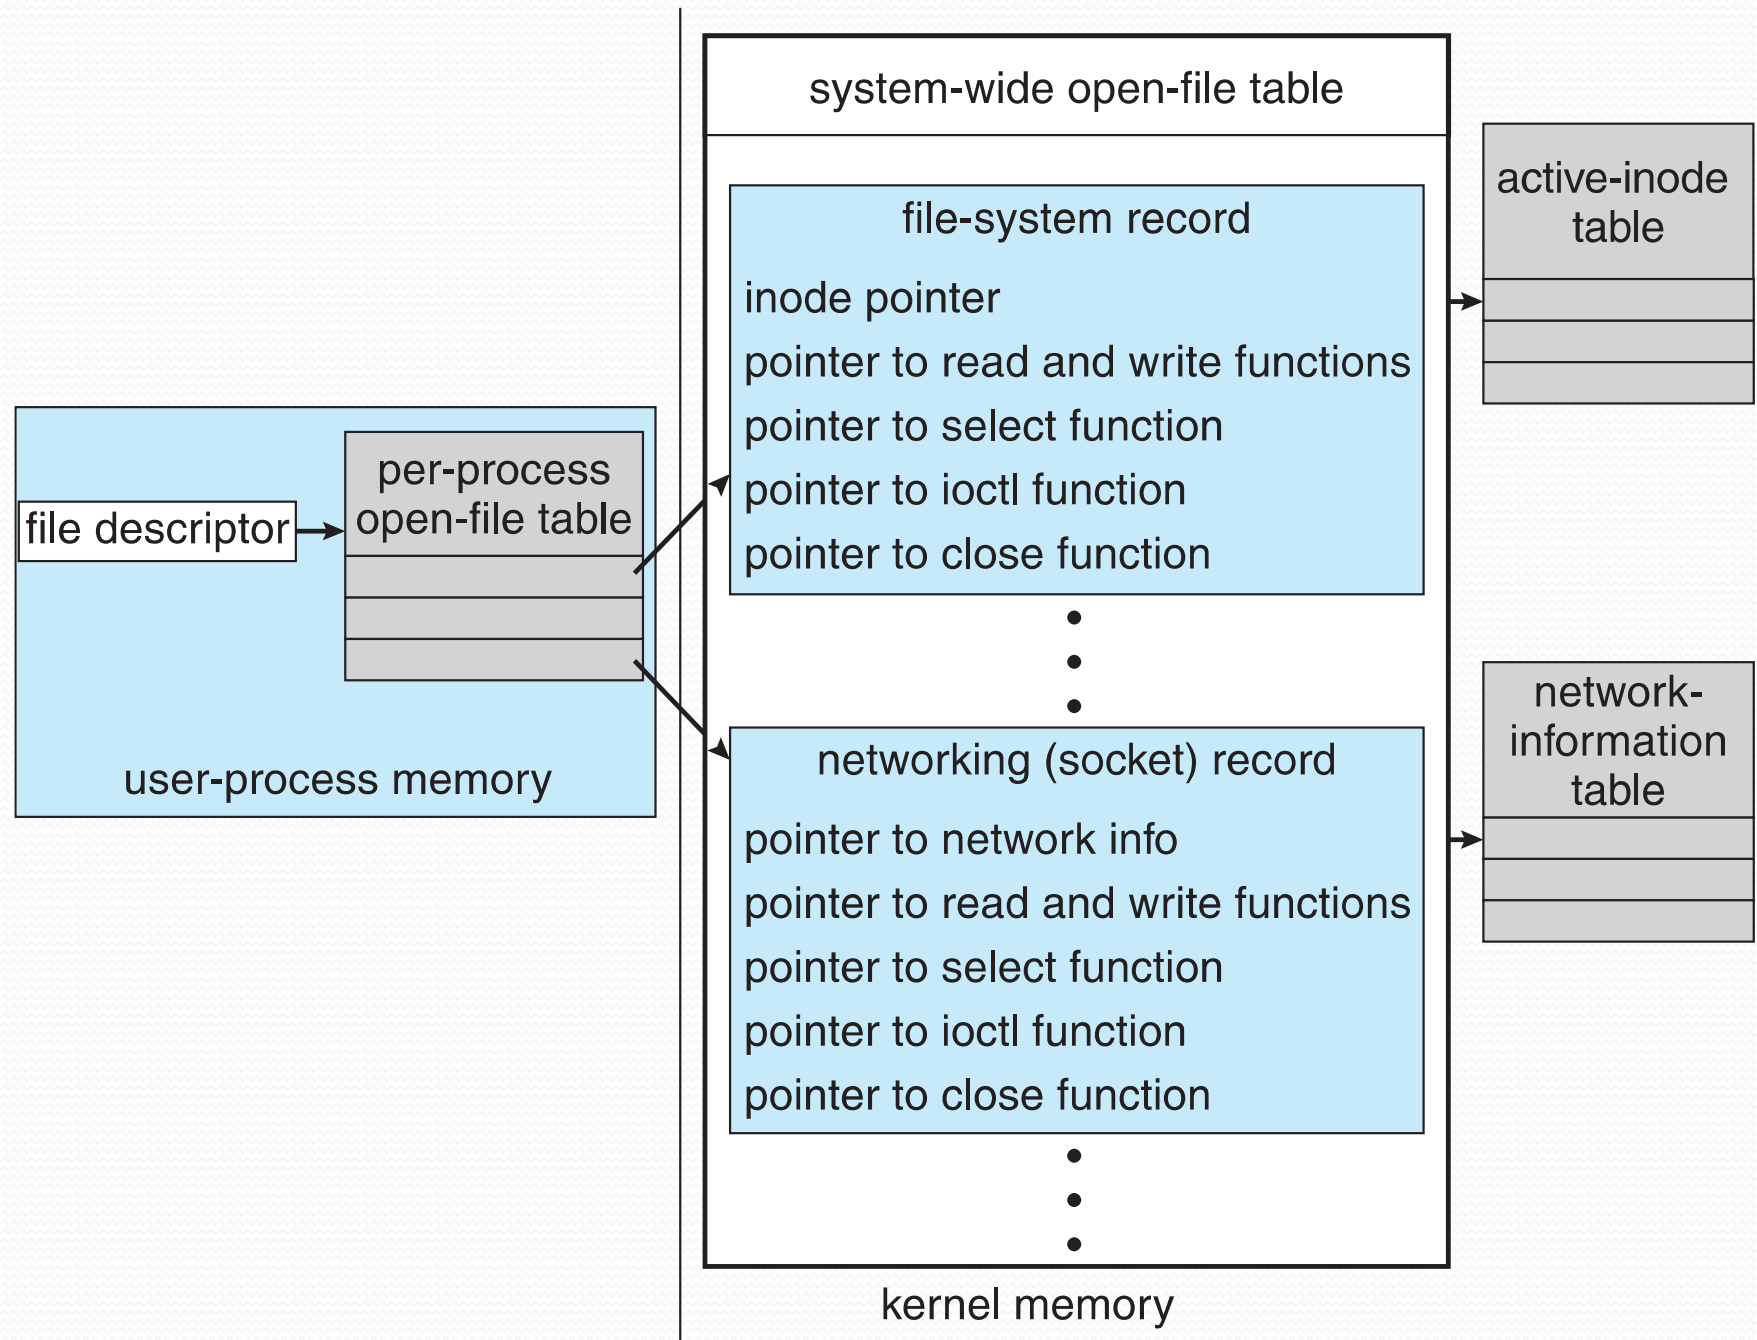 system-wide open-file table
file-system record
inode pointer
pointer to read and write functions
pointer to select function
pointer to ioctl function
pointer to close function
active-inode
table
file descriptor
per-process
open-file table
user-process memory
networking (socket) record
pointer to network info
pointer to read and write functions
pointer to select function
pointer to ioctl function
pointer to close function
network-
information
table
kernel memory